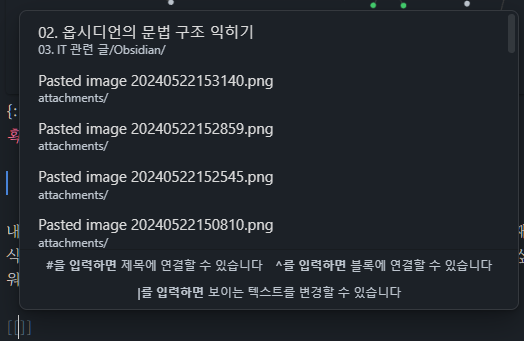 02. 옵시디언의 문법 구조 익히기
03. IT 관련 글/Obsidian/
Pasted image 20240522153140.png
attachments/
Pasted image 20240522152859.png
attachments/
Pasted image 20240522152545.png
attachments/
Pasted image 20240522150810.png
attachments/
{:
혹
내
식
워
#을 입력하면 제목에 연결할 수 있습니다 ^를 입력하면 블록에 연결할 수 있습니다
|를 입력하면 보이는 텍스트를 변경할 수 있습니다
[[]]